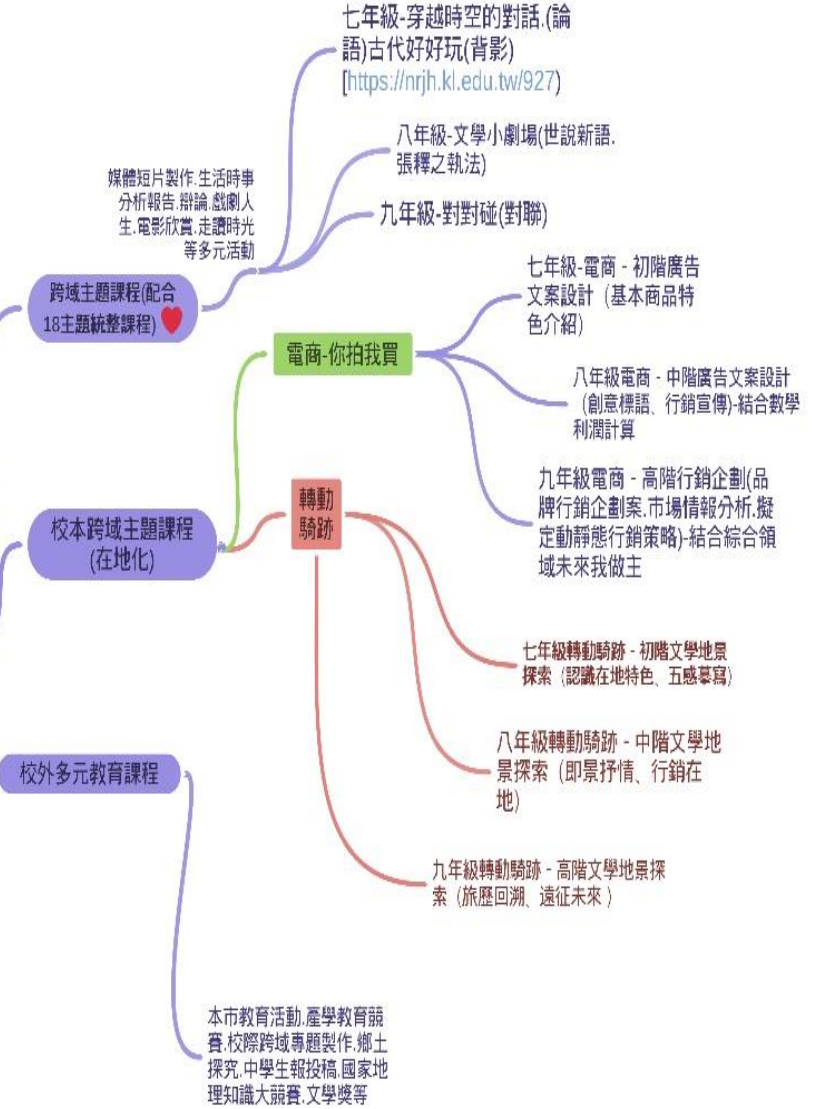 七年級-穿越時空的對話.(論
語)古代好好玩(背影)
[https://nrjh.kl.edu.tw/927)
八年級-文學小劇場(世說新語.
張釋之執法)
九年級-對對碰(對聯)
媒體短片製作.生活時事
分析報告.辯論.戲劇人
生.電影欣賞.走讀時光
等多元活動
跨域主題課程(配合
18主題統整課程)
電商-你拍我買
七年級-電商 - 初階廣告
文案設計（基本商品特
色介紹）
八年級電商 - 中階廣告文案設計
（創意標語、行銷宣傳)-結合數學
利潤計算
九年級電商 - 高階行銷企劃(品
牌行銷企劃案.市場情報分析.擬
定動靜態行銷策略)-結合綜合領
域未來我做主
校本跨域主題課程
(在地化)
轉動
騎跡
七年級轉動騎跡 - 初階文學地景
探索（認識在地特色、五感摹寫）
八年級轉動騎跡 - 中階文學地
景探索（即景抒情、行銷在
地）
九年級轉動騎跡 - 高階文學地景探
索（旅歷回溯、遠征未來 ）
校外多元教育課程
本市教育活動.產學教育競
賽.校際跨域專題製作.鄉土
探究.中學生報投稿.國家地
理知識大競賽.文學獎等